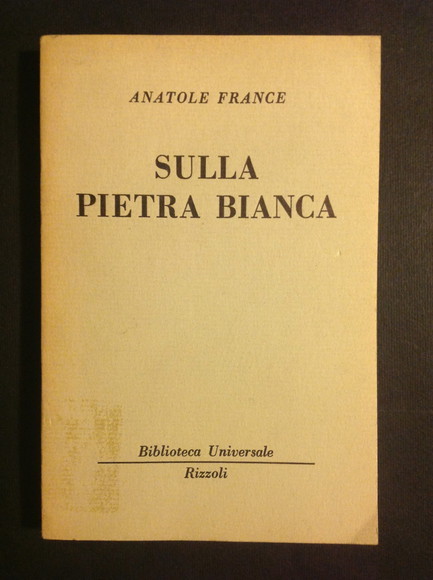 ANATOLE FRANCE
SULLA
PIETRA BIANCA
Biblioteca Universale
Rizzoli